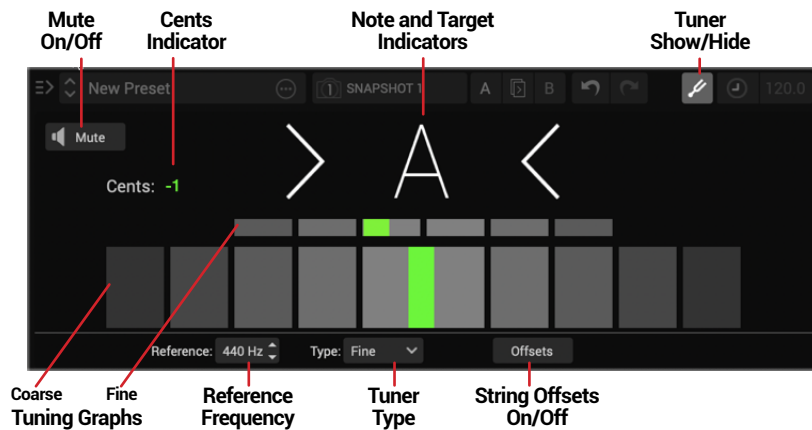 Mute
On/Off
Cents
Indicator
Note and Target
Indicators
Tuner
Show/Hide
New Preset
1 SNAPSHOT 1
A
B
120.0
Mute
A
Cents: -1
Reference: 440 Hz
Type: Fine
Offsets
Coarse
Fine
Tuning Graphs
Reference
Frequency
Tuner
Type
String Offsets
On/Off